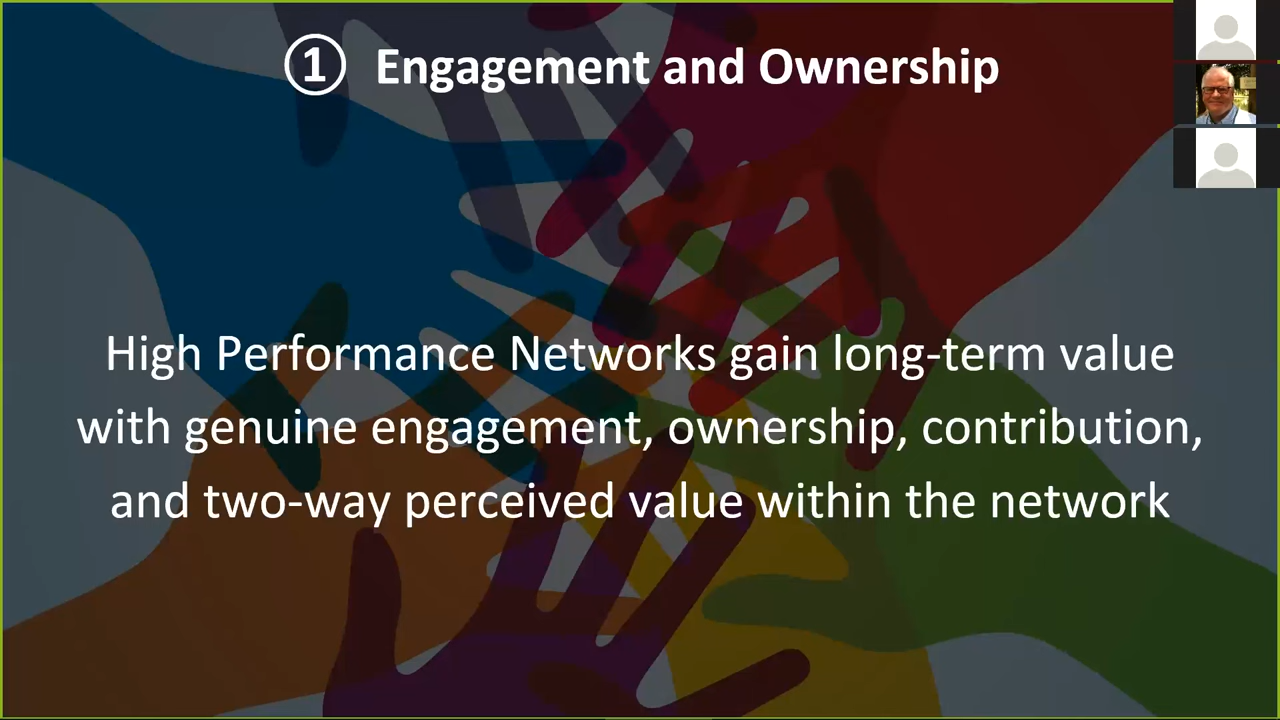 ① Engagement and Ownership
High Performance Networks gain long-term value
with genuine engagement, ownership, contribution,
and two-way perceived value within the network